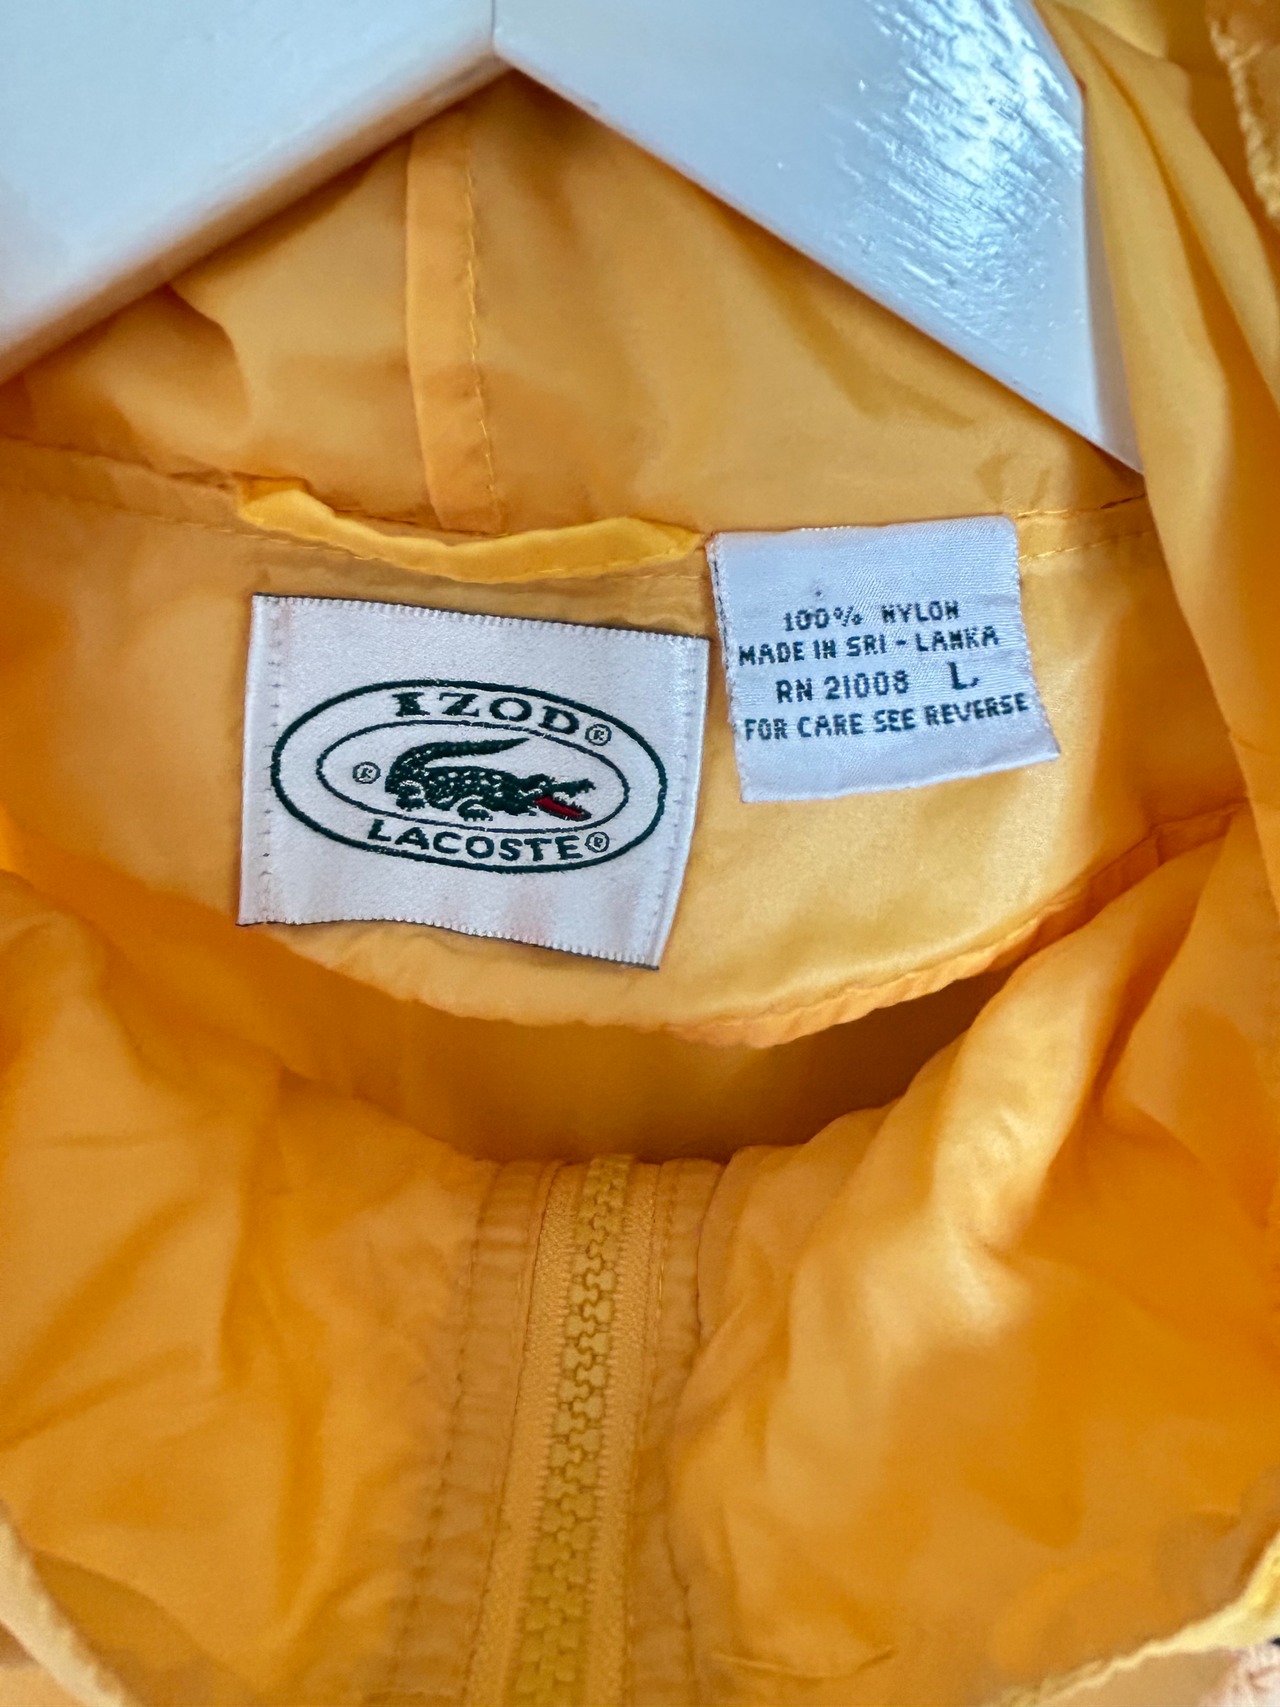 IZOD®
®
LACOSTE®
100% NYLON
MADE IN SRI - LANKA
RN 21008 L
FOR CARE SEE REVERSE